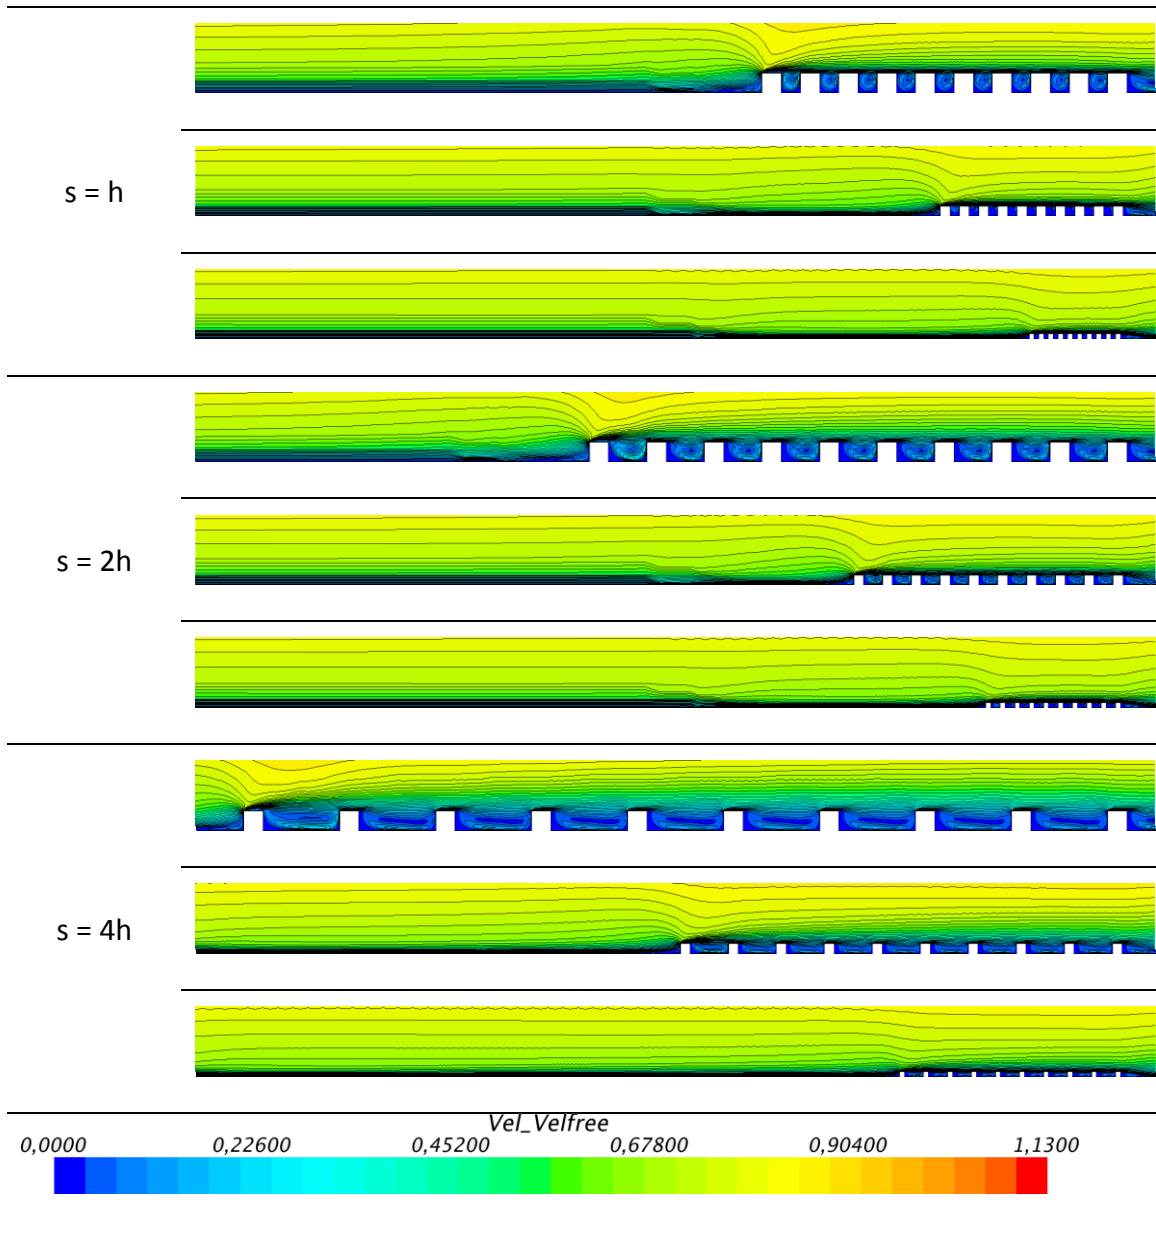 s = h
s = 2h
s = 4h
Vel_Velfree
0,0000 0,22600 0,45200 0,67800 0,90400 1,1300